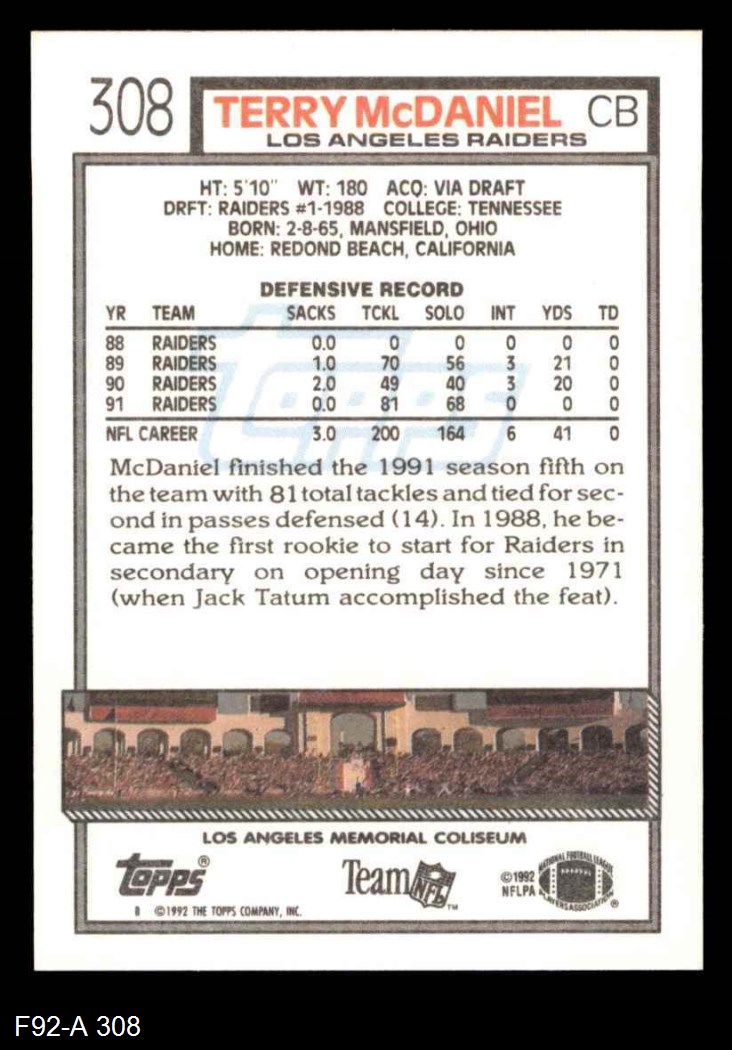 308
TERRY McDANIEL CB
LOS ANGELES RAIDERS
HT: 5'10" WT: 180 ACQ: VIA DRAFT
DRFT: RAIDERS #1-1988 COLLEGE: TENNESSEE
BORN: 2-8-65, MANSFIELD, OHIO
HOME: REDOND BEACH, CALIFORNIA
DEFENSIVE RECORD
YR TEAM SACKS TCKL SOLO INT YDS TD
88 RAIDERS 0.0 0 0 0 0 0
89 RAIDERS 1.0 70 56 3 21 0
90 RAIDERS 2.0 49 40 3 20 0
91 RAIDERS 0.0 81 68 0 0 0
NFL CAREER 3.0 200 164 6 41 0
Topps
McDaniel finished the 1991 season fifth on
the team with 81 total tackles and tied for sec-
ond in passes defensed (14). In 1988, he be-
came the first rookie to start for Raiders in
secondary on opening day since 1971
(when Jack Tatum accomplished the feat).
LOS ANGELES MEMORIAL COLISEUM
Topps®
Team NFL™
©1992
NFLPA
NATIONAL FOOTBALL LEAGUE
PLAYERS ASSOCIATION®
B ©1992 THE TOPPS COMPANY, INC.
F92-A 308